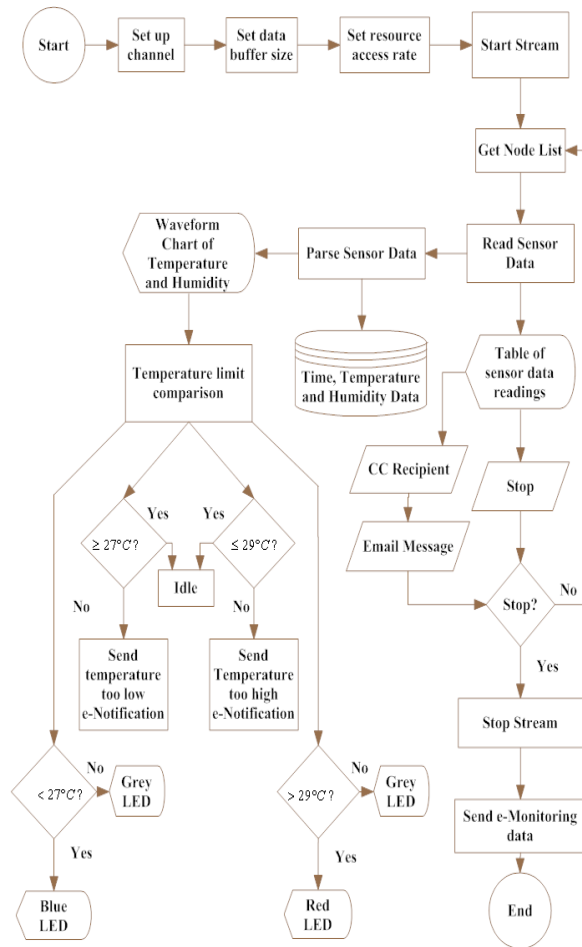 Start
Set up
channel
Set data
buffer size
Set resource
access rate
Start Stream
Get Node List
Waveform
Chart of
Temperature
and Humidity
Parse Sensor Data
Read Sensor
Data
Temperature limit
comparison
Time, Temperature
and Humidity Data
Table of
sensor data
readings
CC Recipient
Stop
Yes
Yes
≥ 27°C?
≤ 29°C?
Idle
Email Message
No
No
Stop?
No
Send
temperature
too low
e-Notification
Send
Temperature
too high
e-Notification
Yes
Stop Stream
No
No
< 27°C?
Grey
LED
> 29°C?
Grey
LED
Send e-Monitoring
data
Yes
Yes
Blue
LED
Red
LED
End